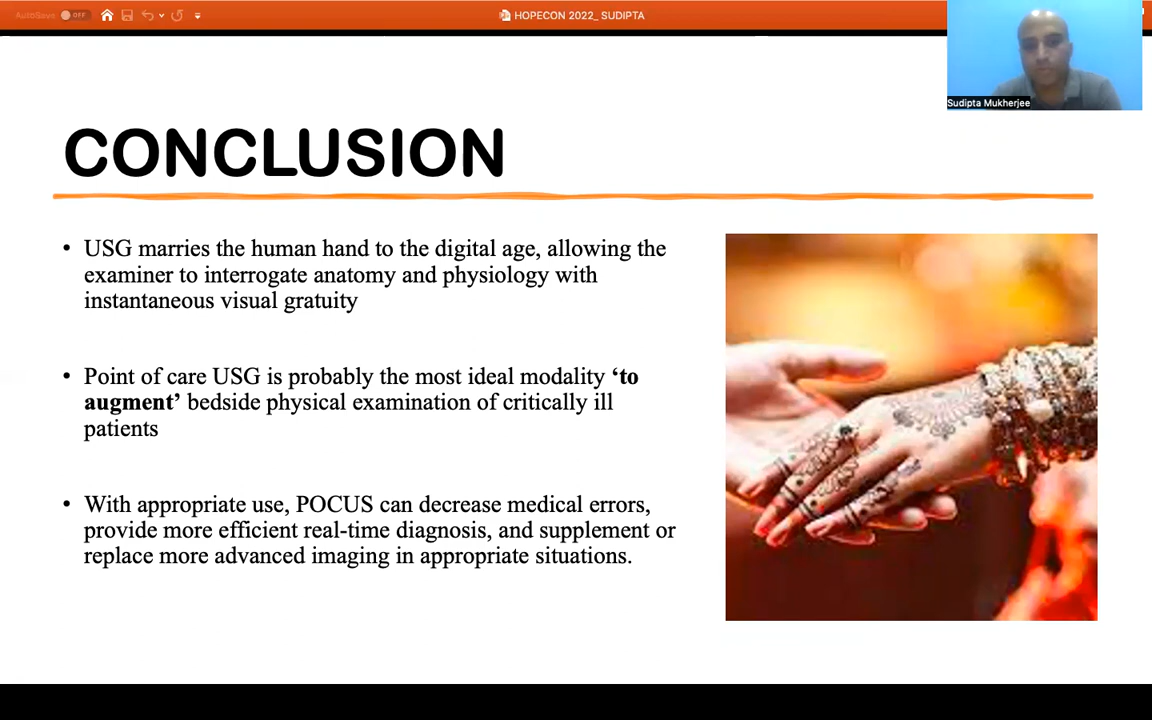 AutoSave OFF
HOPECON 2022_ SUDIPTA
Sudipta Mukherjee
CONCLUSION
• USG marries the human hand to the digital age, allowing the
examiner to interrogate anatomy and physiology with
instantaneous visual gratuity
• Point of care USG is probably the most ideal modality ‘to
augment’ bedside physical examination of critically ill
patients
• With appropriate use, POCUS can decrease medical errors,
provide more efficient real-time diagnosis, and supplement or
replace more advanced imaging in appropriate situations.